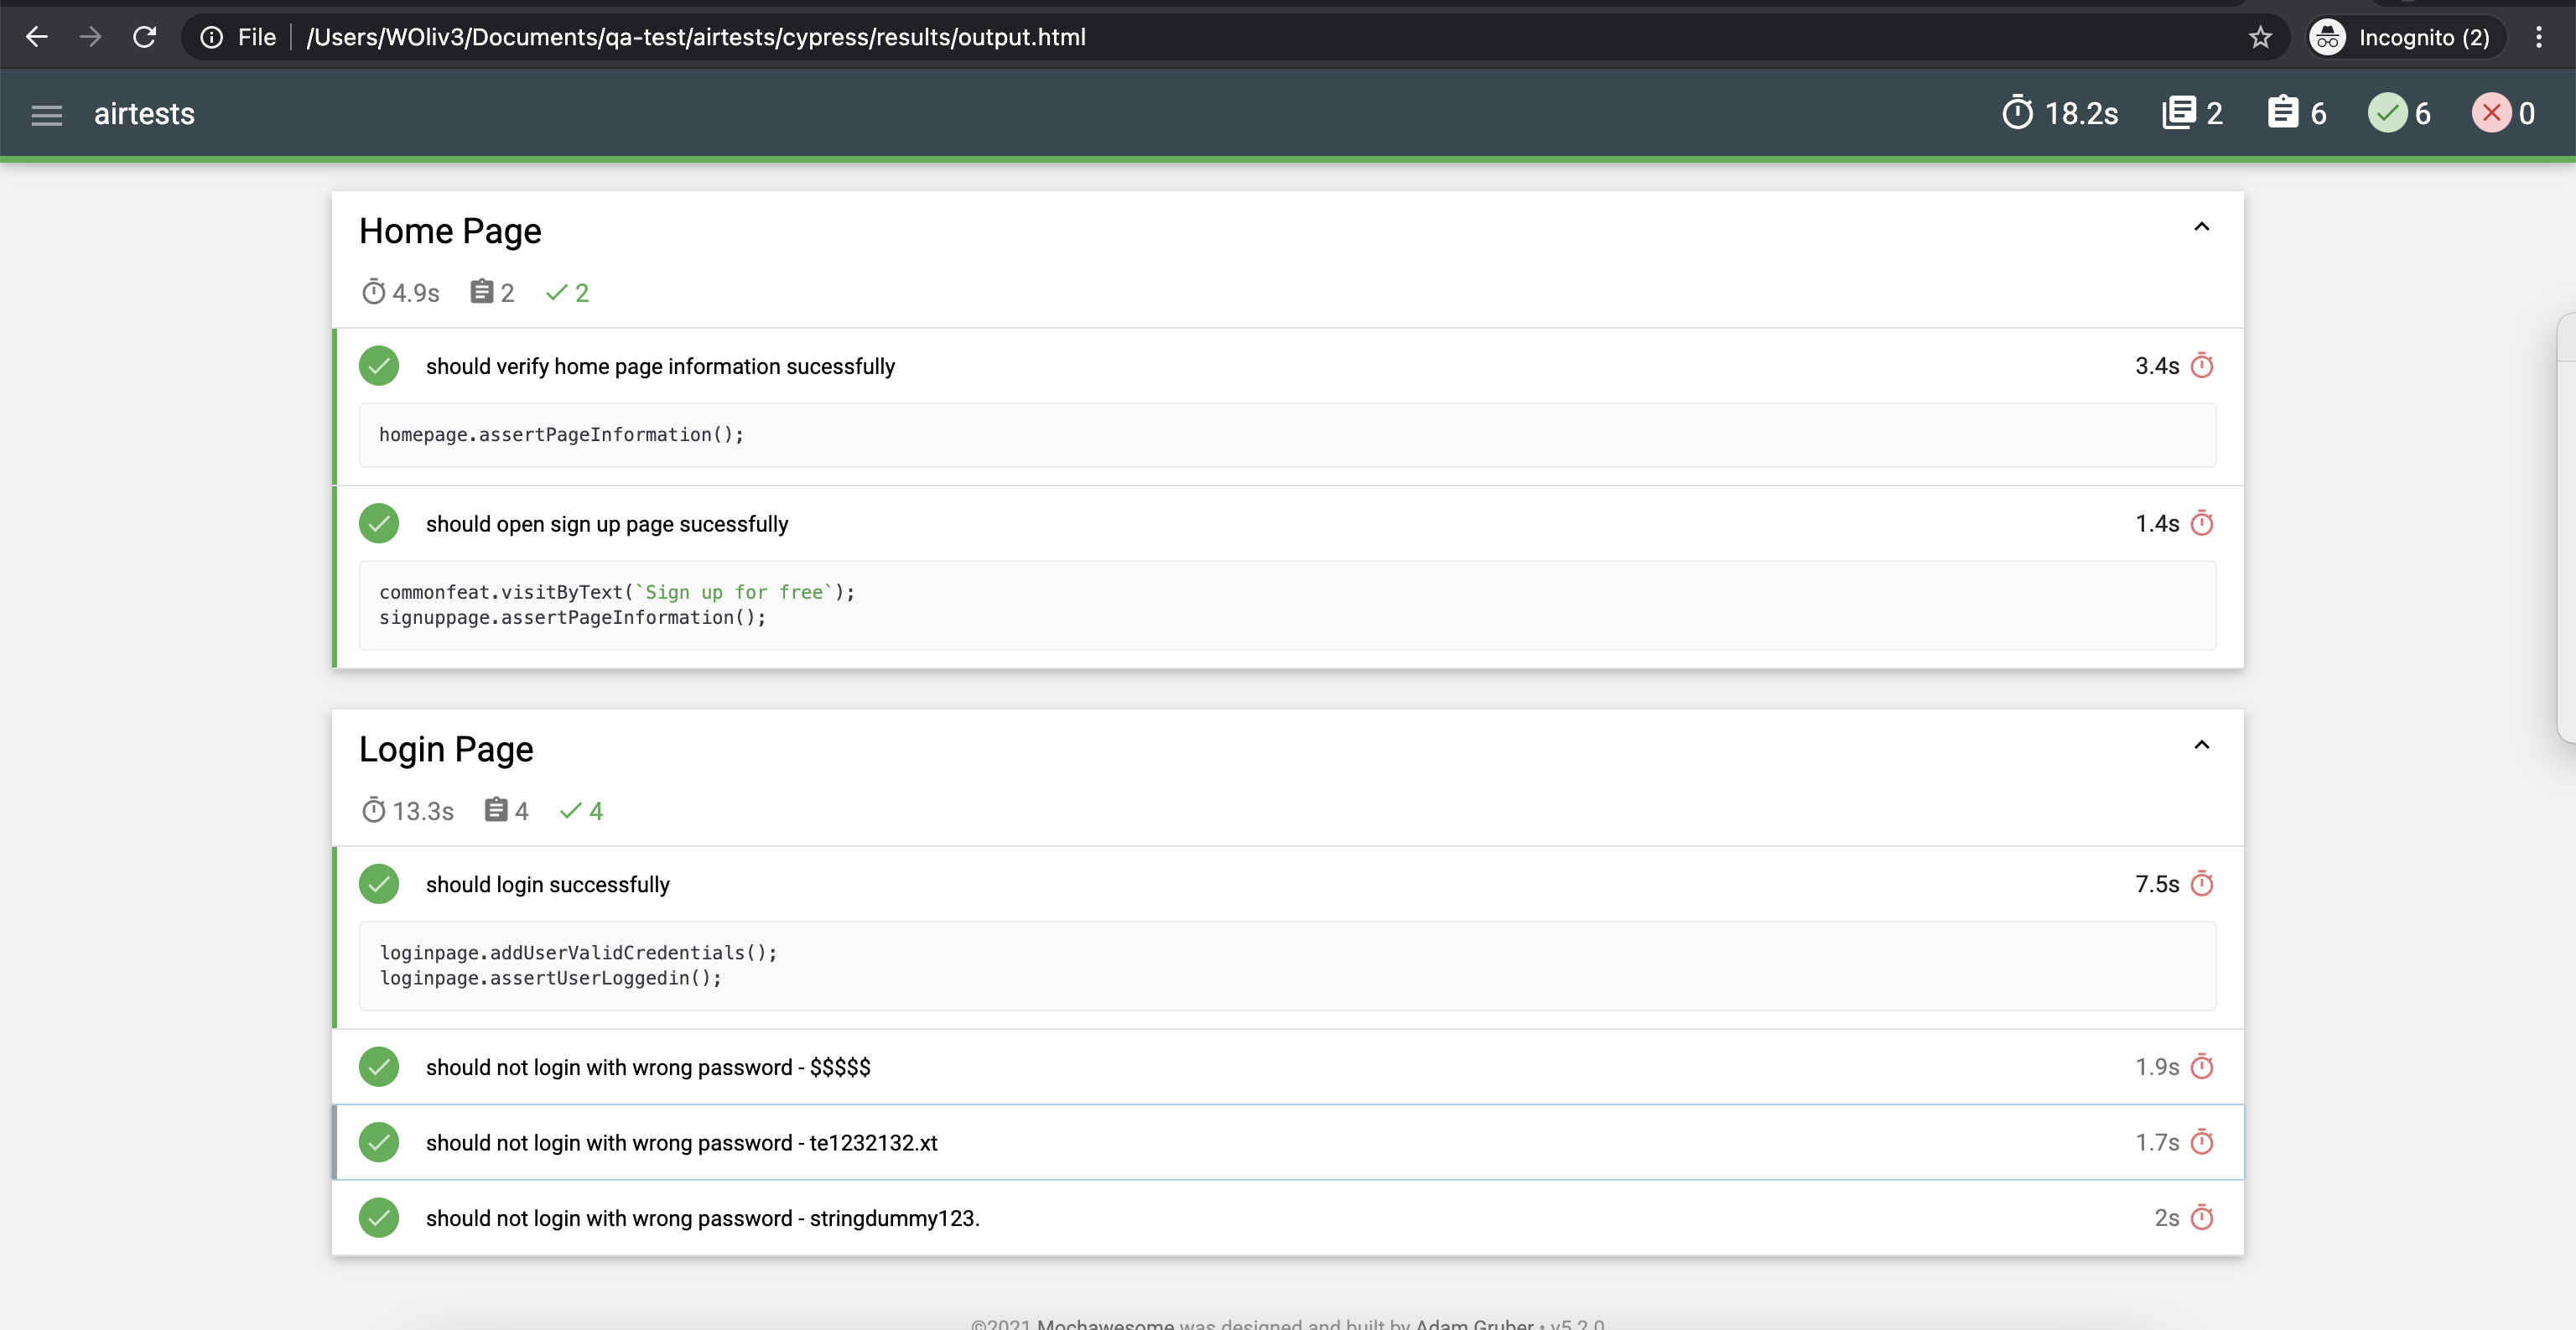 File /Users/WOliv3/Documents/qa-test/airtests/cypress/results/output.html Incognito (2)
airtests 18.2s 2 6 6 0
Home Page
4.9s 2 2
should verify home page information sucessfully 3.4s
homepage.assertPageInformation();
should open sign up page sucessfully 1.4s
commonfeat.visitByText(`Sign up for free`);
signuppage.assertPageInformation();
Login Page
13.3s 4 4
should login successfully 7.5s
loginpage.addUserValidCredentials();
loginpage.assertUserLoggedin();
should not login with wrong password - $$$$$ 1.9s
should not login with wrong password - te1232132.xt 1.7s
should not login with wrong password - stringdummy123. 2s
©2021 Mochawesome was designed and built by Adam Gruber • v5.2.0